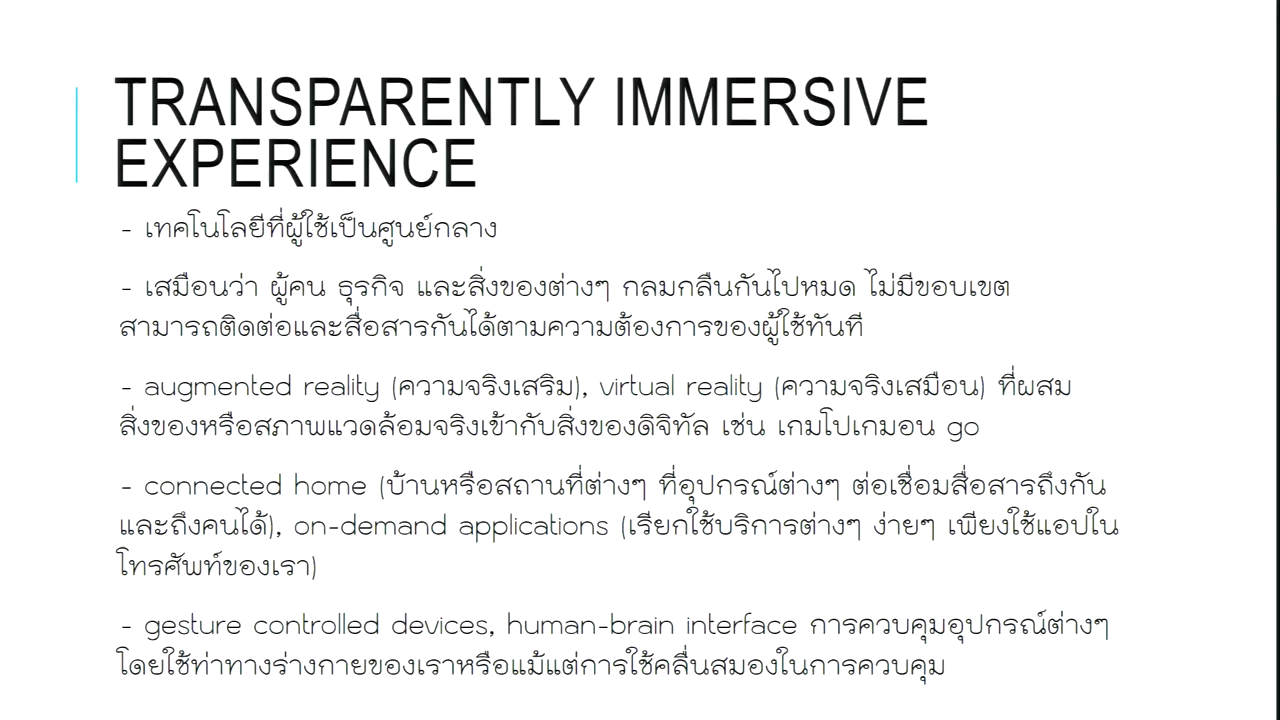 TRANSPARENTLY IMMERSIVE
EXPERIENCE
- เทคโนโลยีที่ผู้ใช้เป็นศูนย์กลาง
- เสมือนว่า ผู้คน ธุรกิจ และสิ่งของต่างๆ กลมกลืนกันไปหมด ไม่มีขอบเขต
สามารถติดต่อและสื่อสารกันได้ตามความต้องการของผู้ใช้ทันที
- augmented reality (ความจริงเสริม), virtual reality (ความจริงเสมือน) ที่ผสม
สิ่งของหรือสภาพแวดล้อมจริงเข้ากับสิ่งของดิจิทัล เช่น เกมโปเกมอน go
- connected home (บ้านหรือสถานที่ต่างๆ ที่อุปกรณ์ต่างๆ ต่อเชื่อมสื่อสารถึงกัน
และถึงคนได้), on-demand applications (เรียกใช้บริการต่างๆ ง่ายๆ เพียงใช้แอปใน
โทรศัพท์ของเรา)
- gesture controlled devices, human-brain interface การควบคุมอุปกรณ์ต่างๆ
โดยใช้ท่าทางร่างกายของเราหรือแม้แต่การใช้คลื่นสมองในการควบคุม